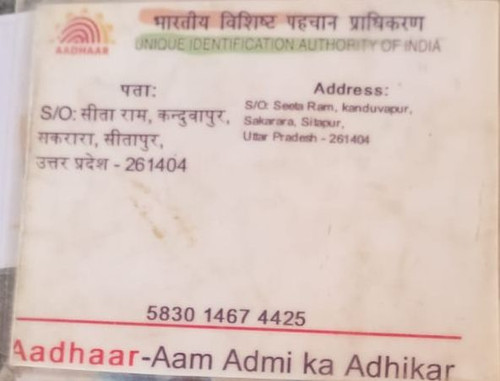 भारतीय विशिष्ट पहचान प्राधिकरण
AADHAAR
UNIQUE IDENTIFICATION AUTHORITY OF INDIA
पता:
S/O: सीता राम, कन्दुवापुर,
सकरारा, सीतापुर,
उत्तर प्रदेश - 261404
Address:
S/O: Seeta Ram, kanduvapur,
Sakarara, Sitapur,
Uttar Pradesh - 261404
5830 1467 4425
Aadhaar-Aam Admi ka Adhikar